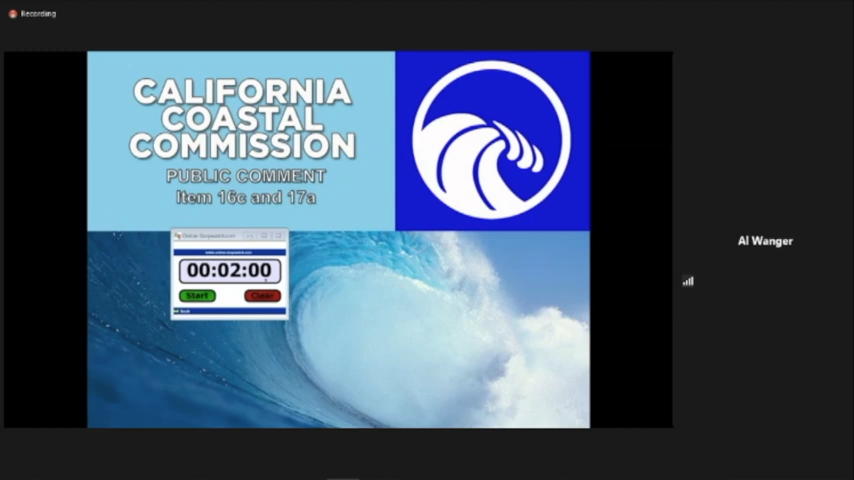 Recording
CALIFORNIA
COASTAL
COMMISSION
PUBLIC COMMENT
Item 16c and 17a
00:02:00
Start
Clear
Al Wanger